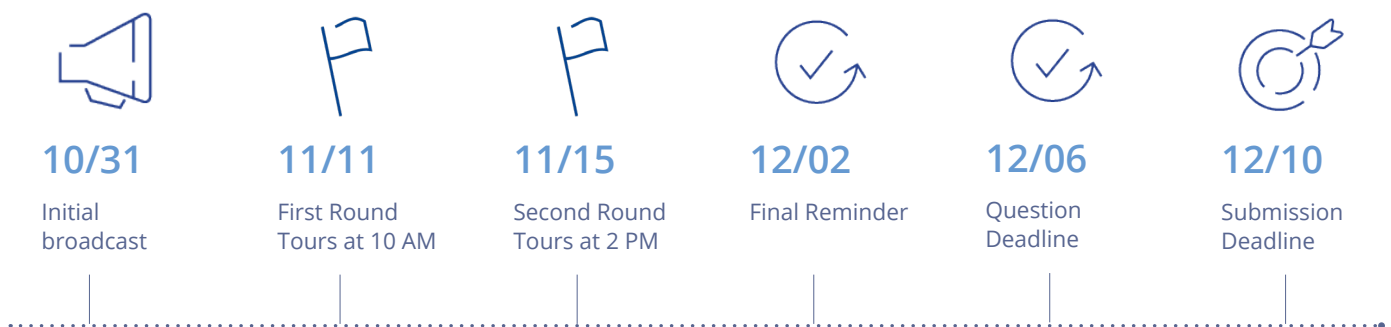 10/31
Initial
broadcast
11/11
First Round
Tours at 10 AM
11/15
Second Round
Tours at 2 PM
12/02
Final Reminder
12/06
Question
Deadline
12/10
Submission
Deadline